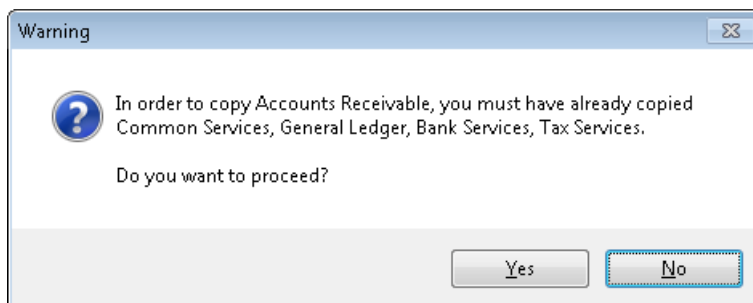 Warning
In order to copy Accounts Receivable, you must have already copied
Common Services, General Ledger, Bank Services, Tax Services.
Do you want to proceed?
Yes
No